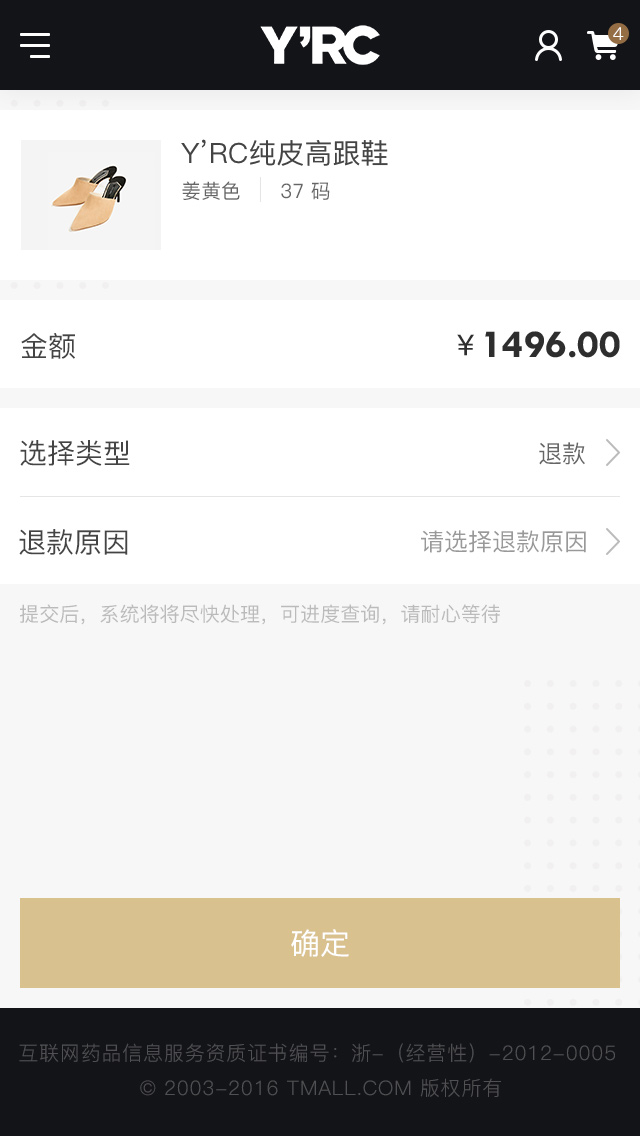 Y’RC
4
Y’RC纯皮高跟鞋
姜黄色 37 码
金额 ¥ 1496.00
选择类型 退款
退款原因 请选择退款原因
提交后，系统将将尽快处理，可进度查询，请耐心等待
确定
互联网药品信息服务资质证书编号：浙-（经营性）-2012-0005
© 2003-2016 TMALL.COM 版权所有